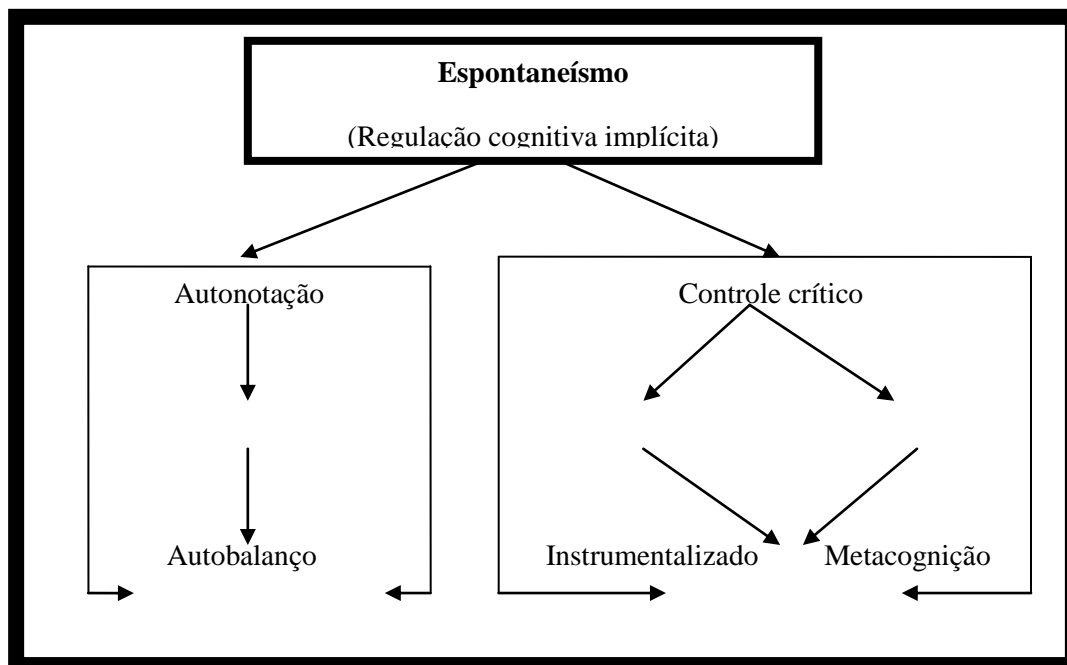 Espontaneísmo
(Regulação cognitiva implícita)
Autonotação
Controle crítico
Autobalanço
Instrumentalizado
Metacognição